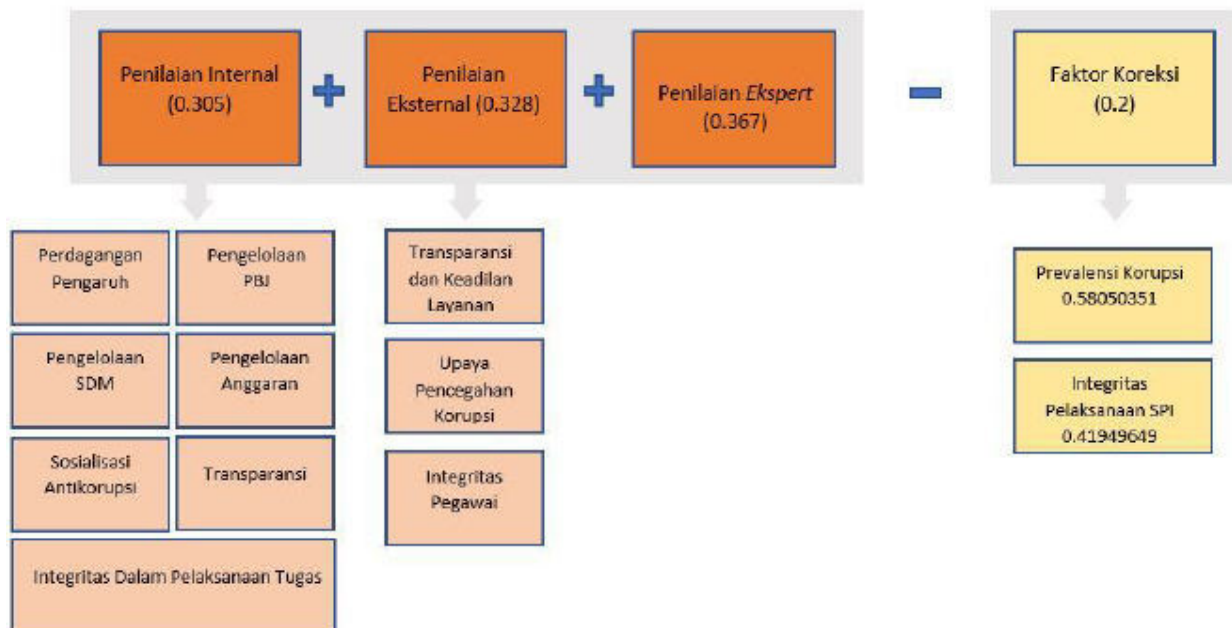 Penilaian Internal
(0.305)
+
Penilaian
Eksternal (0.328)
+
Penilaian Ekspert
(0.367)
-
Faktor Koreksi
(0.2)
Perdagangan
Pengaruh
Pengelolaan
PBJ
Pengelolaan
SDM
Pengelolaan
Anggaran
Sosialisasi
Antikorupsi
Transparansi
Integritas Dalam Pelaksanaan Tugas
Transparansi
dan Keadilan
Layanan
Upaya
Pencegahan
Korupsi
Integritas
Pegawai
Prevalensi Korupsi
0.58050351
Integritas
Pelaksanaan SPI
0.41949649